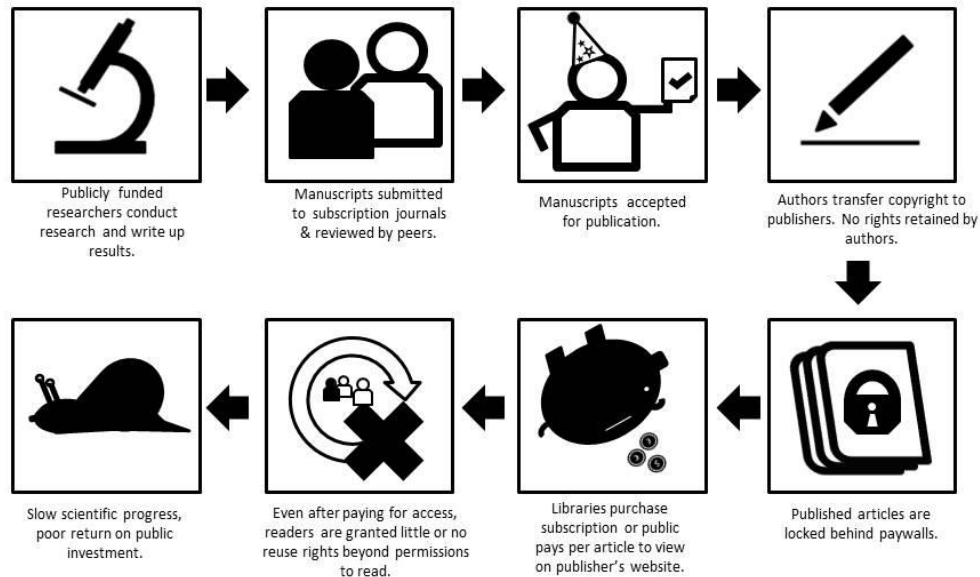 Publicly funded
researchers conduct
research and write up
results.
Manuscripts submitted
to subscription journals
& reviewed by peers.
Manuscripts accepted
for publication.
Authors transfer copyright to
publishers. No rights retained by
authors.
Published articles are
locked behind paywalls.
Libraries purchase
subscription or public
pays per article to view
on publisher's website.
Even after paying for access,
readers are granted little or no
reuse rights beyond permissions
to read.
Slow scientific progress,
poor return on public
investment.